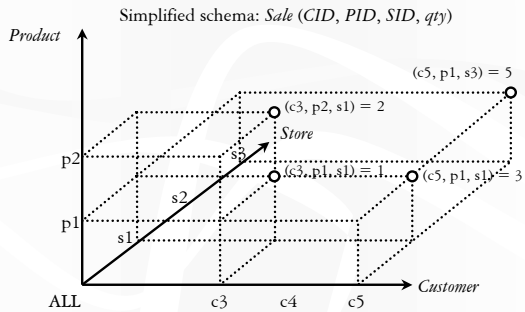 Simplified schema: Sale (CID, PID, SID, qty)
Product
(c5, p1, s3) = 5
(c3, p2, s1) = 2
Store
s3
p2
(c3, p1, s1) = 1
(c5, p1, s1) = 3
s2
p1
s1
Customer
ALL
c3
c4
c5